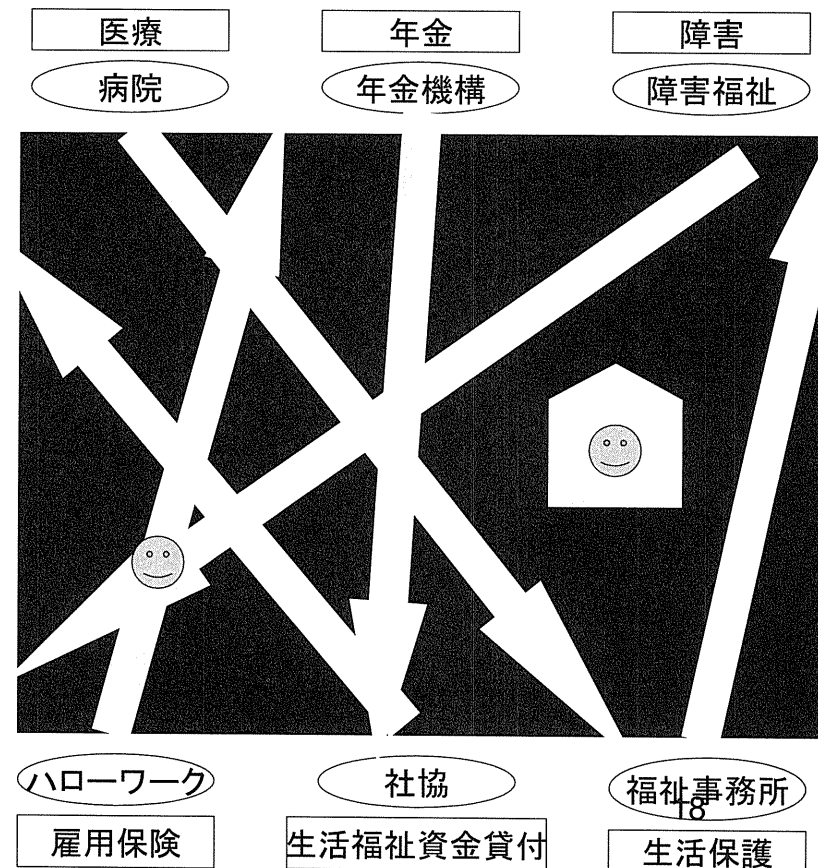 医療
年金
障害
病院
年金機構
障害福祉
ハローワーク
社協
福祉事務所
18
雇用保険
生活福祉資金貸付
生活保護